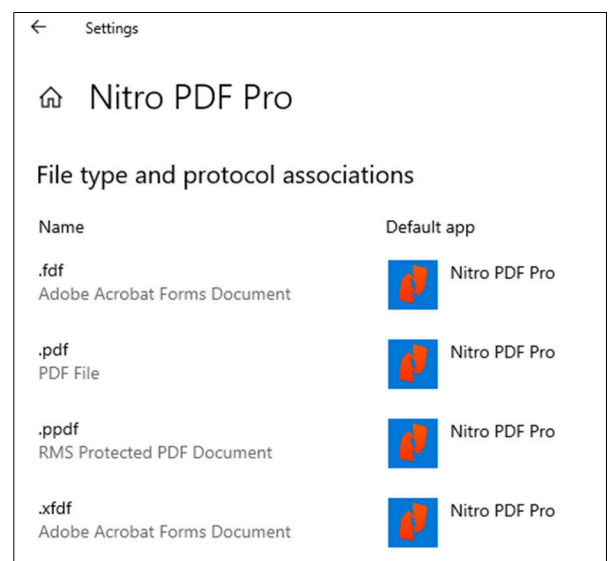 Settings
Nitro PDF Pro
File type and protocol associations
Name Default app
.fdf Nitro PDF Pro
Adobe Acrobat Forms Document
.pdf Nitro PDF Pro
PDF File
.ppdf Nitro PDF Pro
RMS Protected PDF Document
.xfdf Nitro PDF Pro
Adobe Acrobat Forms Document